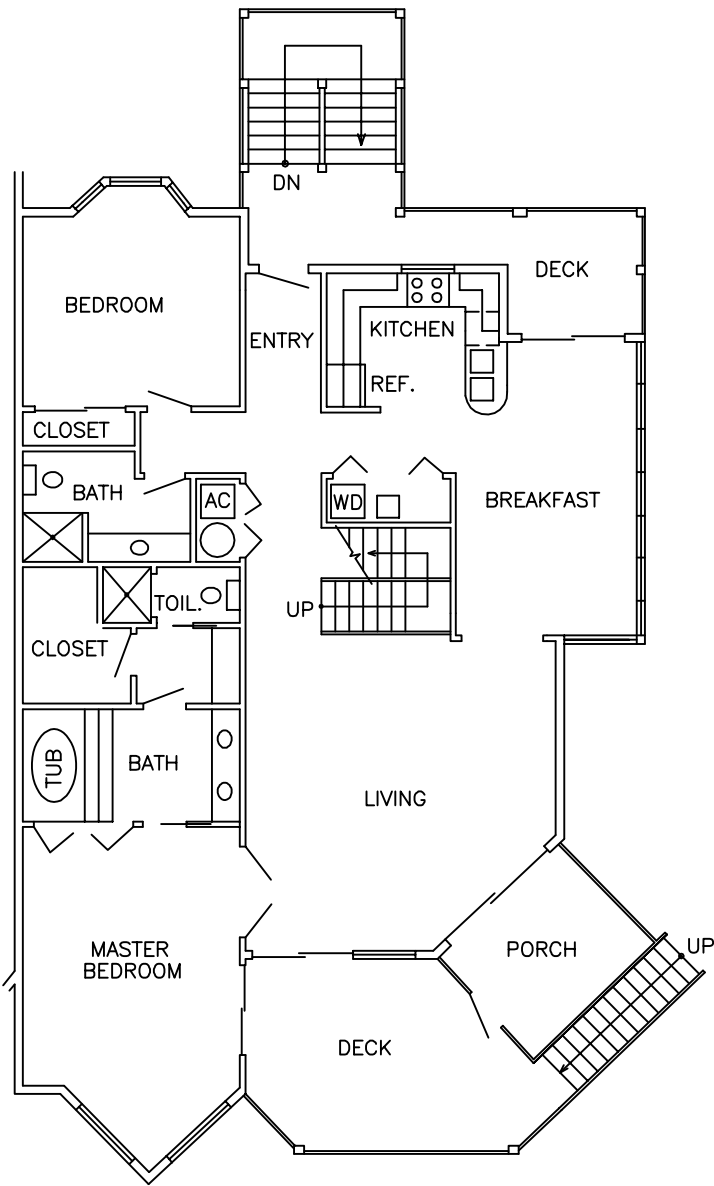 DN
DECK
BEDROOM
ENTRY
KITCHEN
REF.
CLOSET
BATH
AC
WD
BREAKFAST
TOIL.
UP
CLOSET
TUB
BATH
LIVING
MASTER
BEDROOM
PORCH
UP
DECK